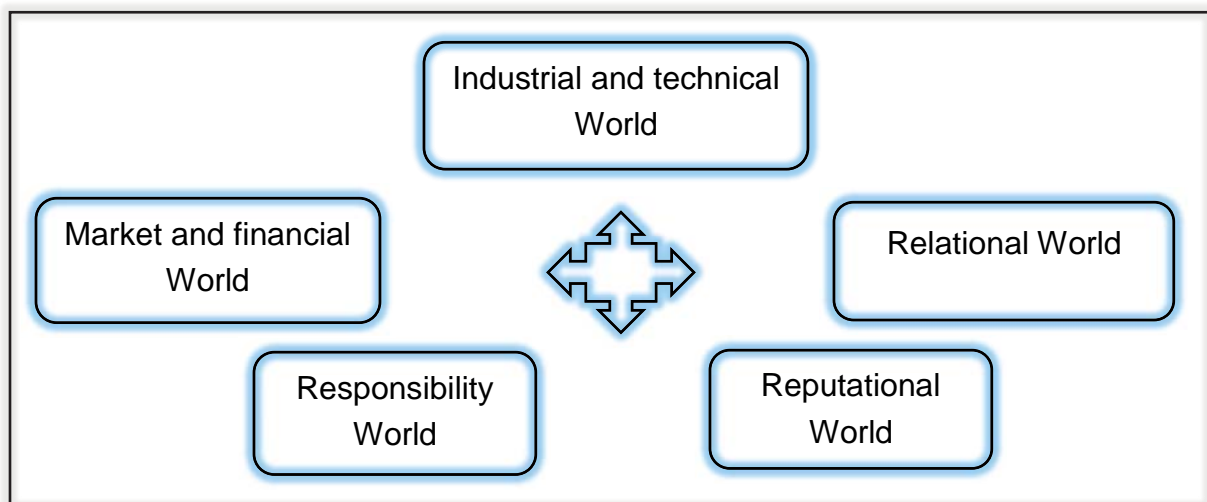 Industrial and technical
World
Market and financial
World
Relational World
Responsibility
World
Reputational
World